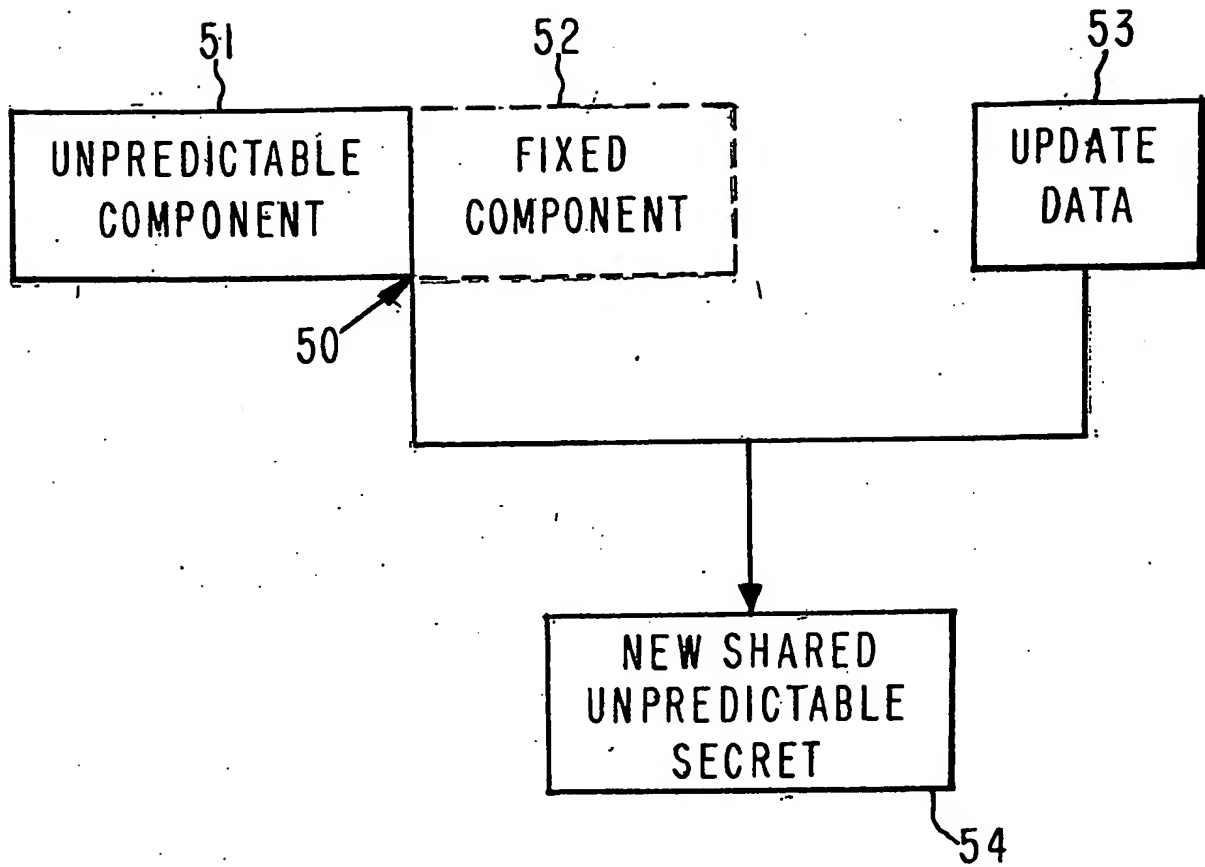 51
52
53
UNPREDICTABLE
COMPONENT
FIXED
COMPONENT
UPDATE
DATA
50
NEW SHARED
UNPREDICTABLE
SECRET
54